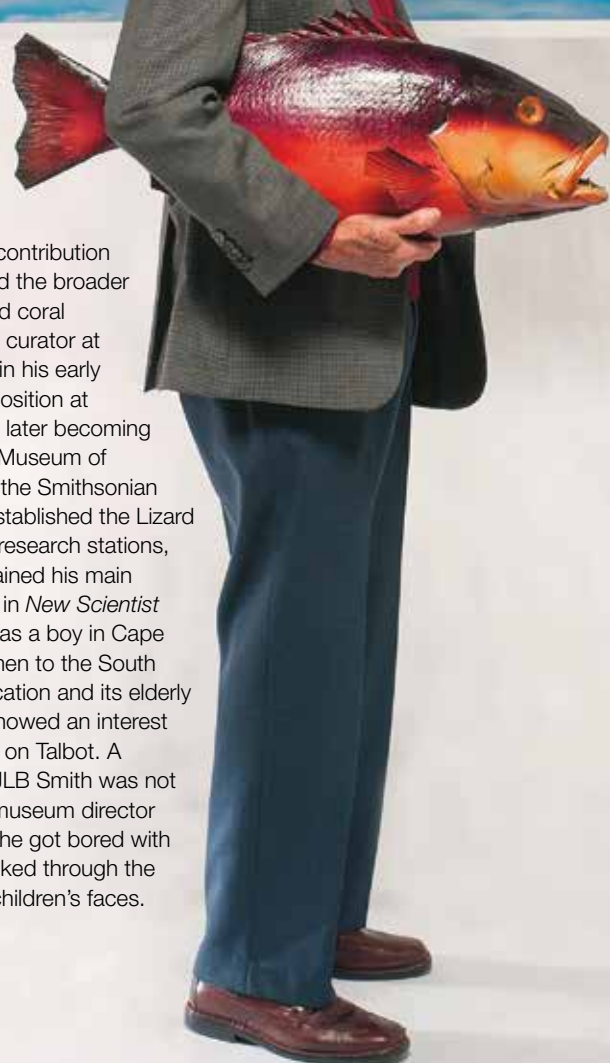 contribution
d the broader
d coral
curator at
in his early
osition at
later becoming
Museum of
the Smithsonian
stablished the Lizard
research stations,
ained his main
in New Scientist
as a boy in Cape
hen to the South
cation and its elderly
howed an interest
on Talbot. A
JLB Smith was not
museum director
he got bored with
ked through the
children's faces.